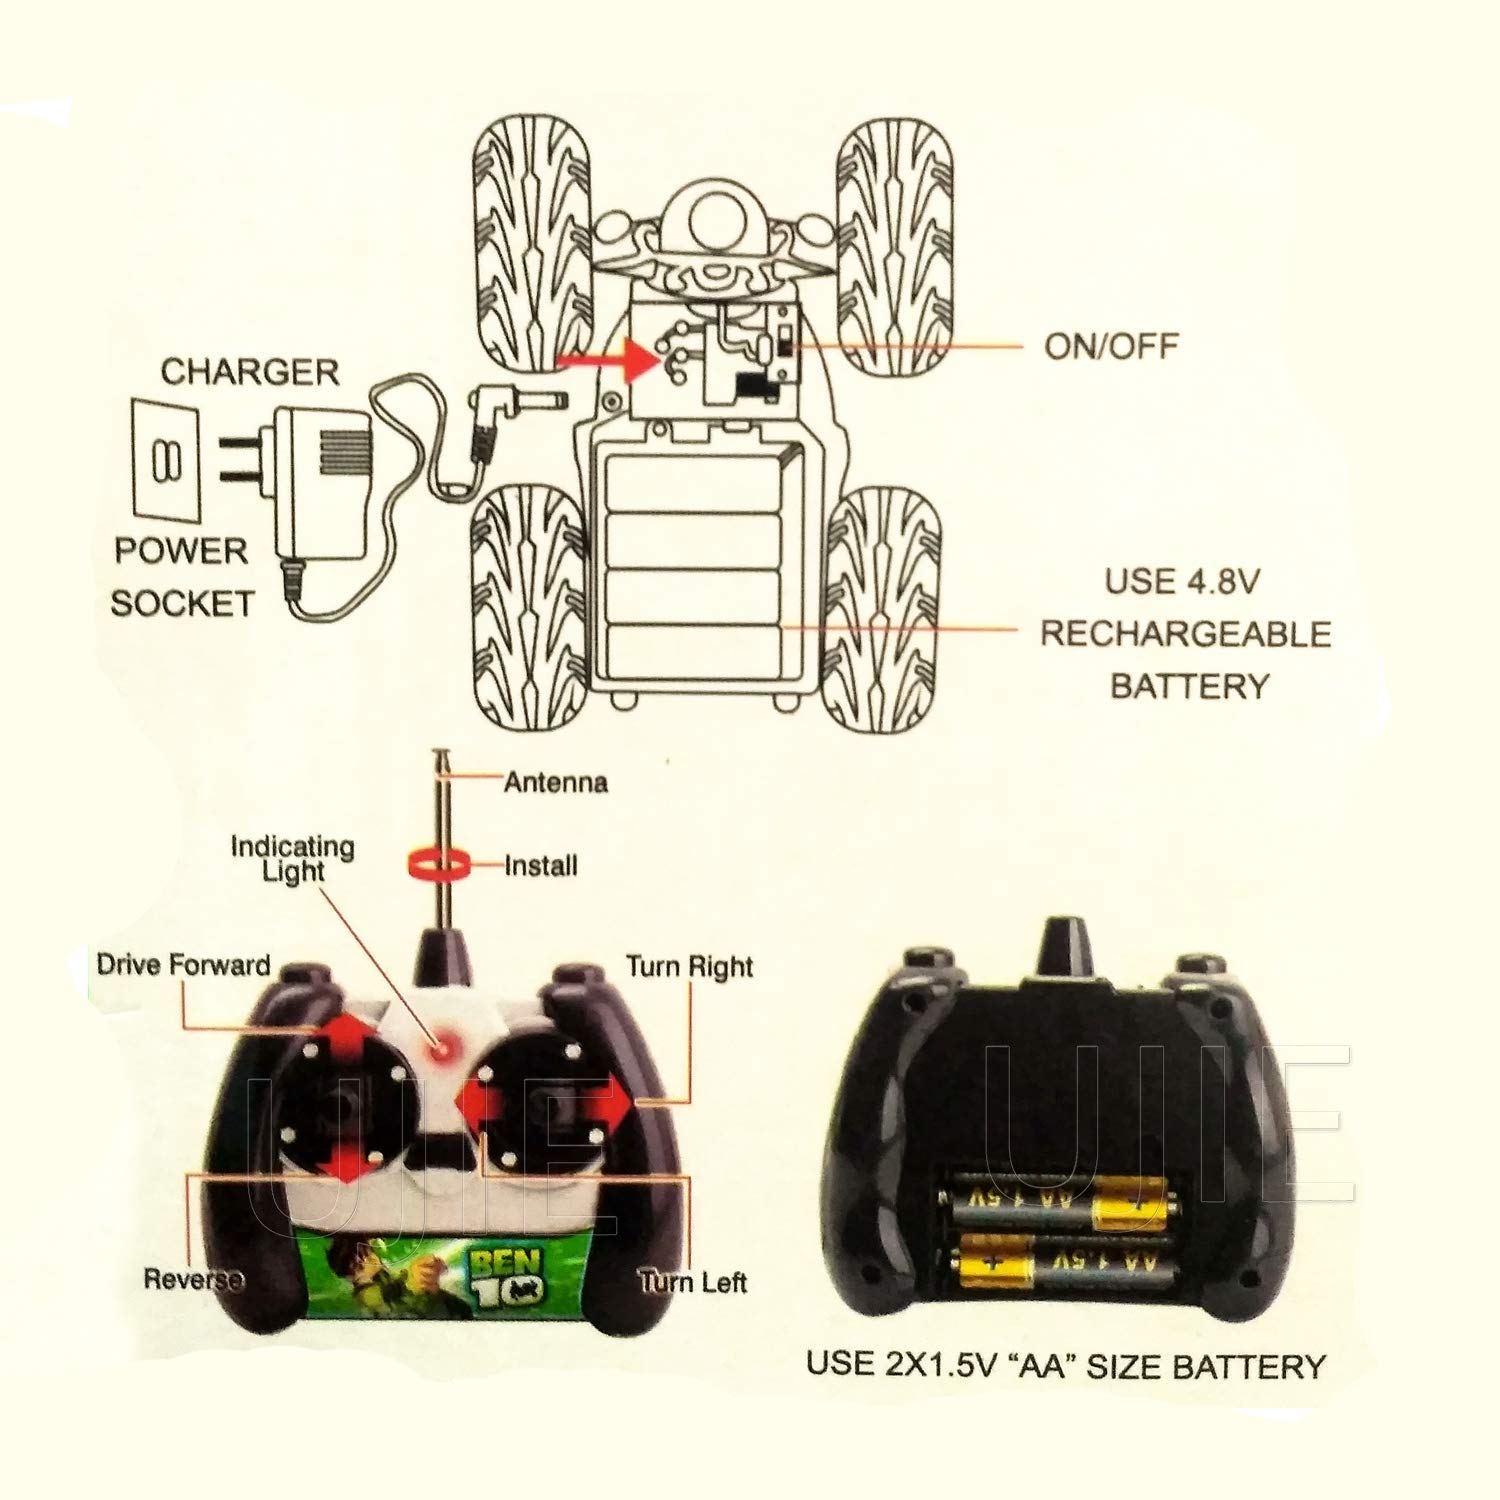 CHARGER
ON/OFF
POWER
SOCKET
USE 4.8V
RECHARGEABLE
BATTERY
Antenna
Indicating
Light
Install
Drive Forward
Turn Right
Reverse
Turn Left
BEN
10
AA 1.5V
AA 1.5V
UJIE
UJIE
USE 2X1.5V “AA” SIZE BATTERY